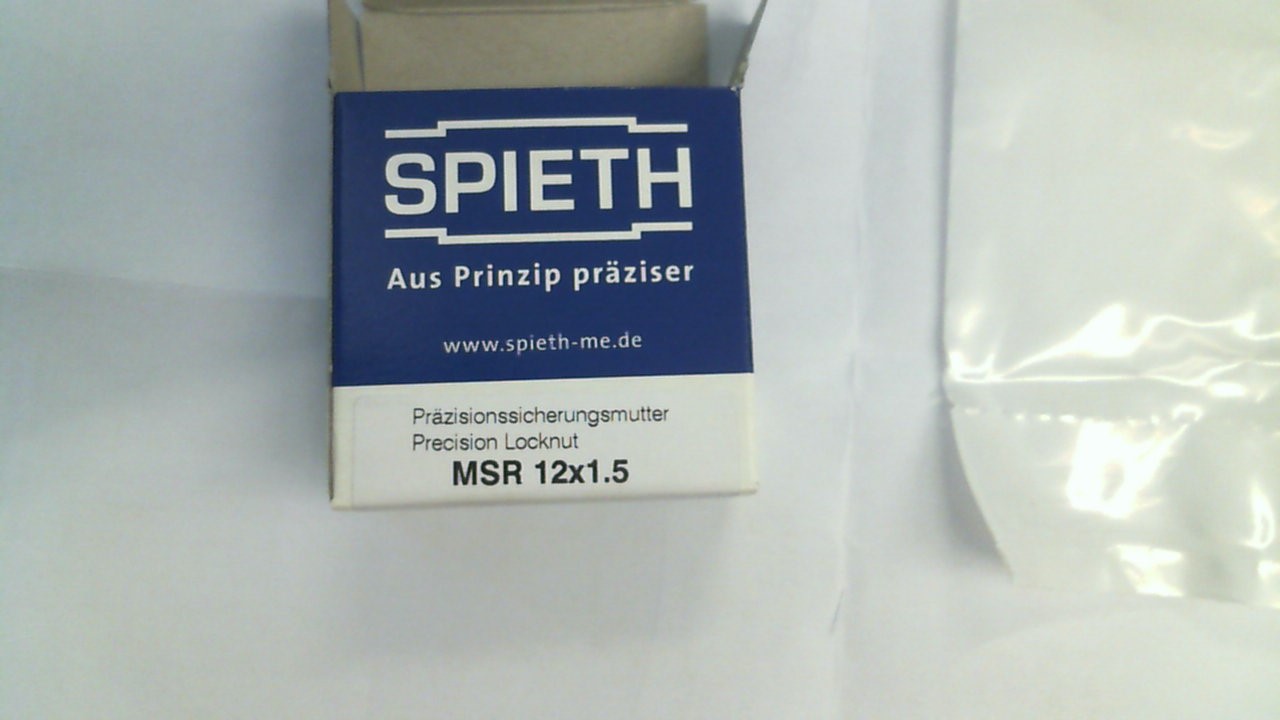 SPIETH
Aus Prinzip präziser
www.spieth-me.de
Präzisionssicherungsmutter
Precision Locknut
MSR 12x1.5